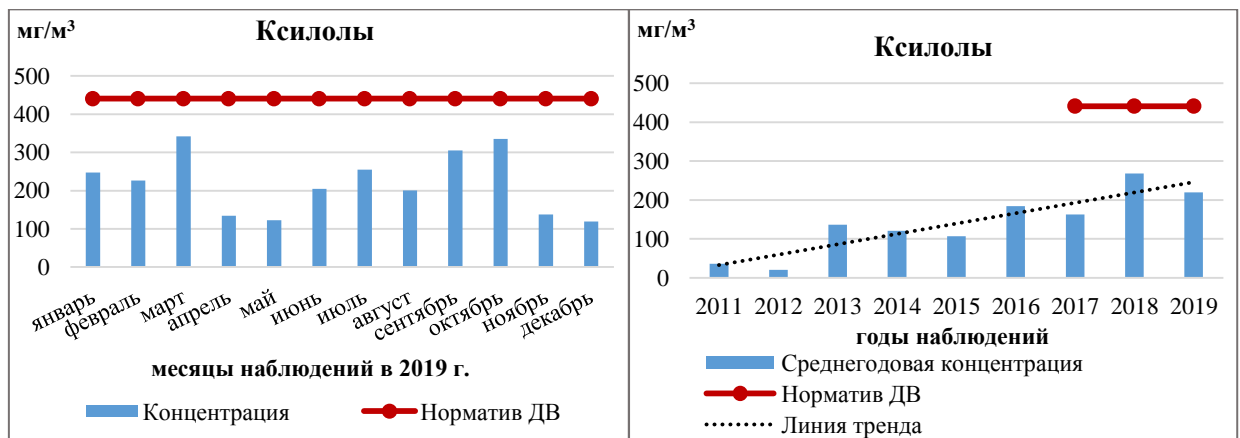 мг/м³
Ксилолы
500
400
300
200
100
0
январь
февраль
март
апрель
май
июнь
июль
август
сентябрь
октябрь
ноябрь
декабрь
месяцы наблюдений в 2019 г.
Концентрация
Норматив ДВ
мг/м³
Ксилолы
500
400
300
200
100
0
2011 2012 2013 2014 2015 2016 2017 2018 2019
годы наблюдений
Среднегодовая концентрация
Норматив ДВ
Линия тренда